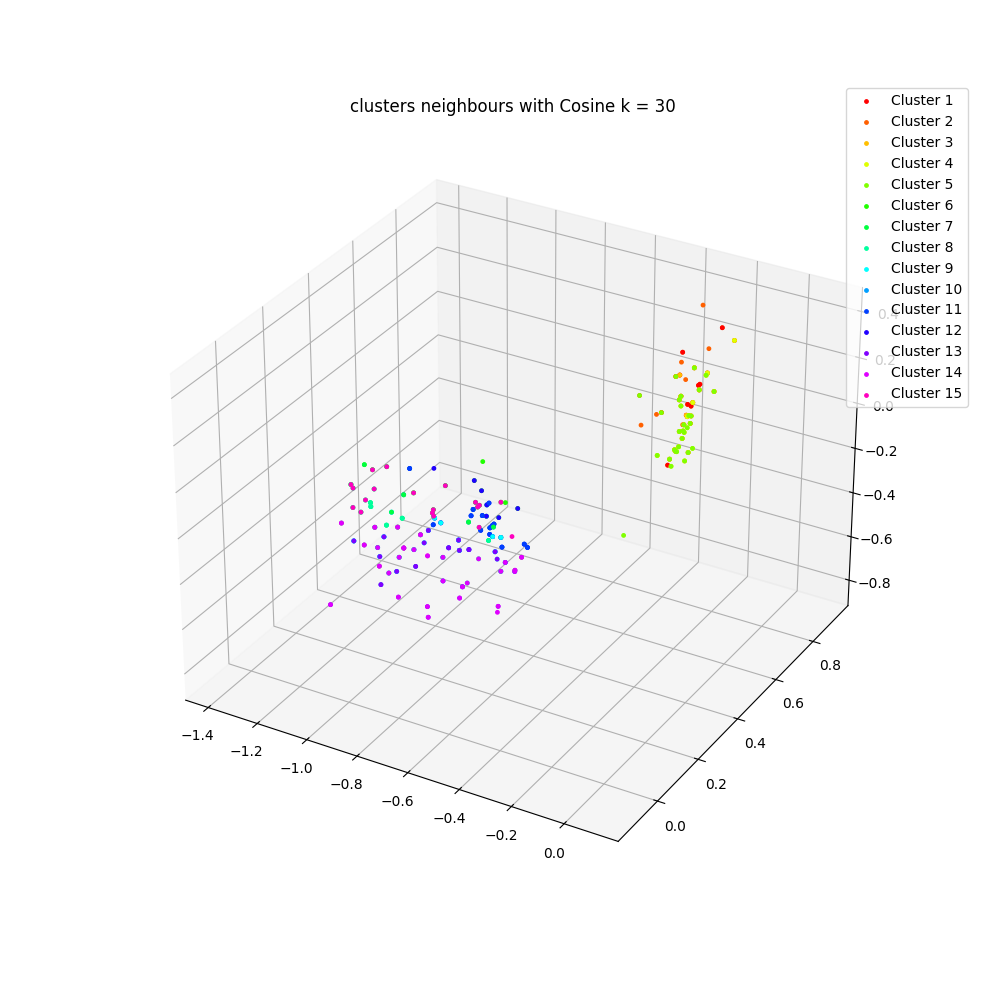 clusters neighbours with Cosine k = 30
Cluster 1
Cluster 2
Cluster 3
Cluster 4
Cluster 5
Cluster 6
Cluster 7
Cluster 8
Cluster 9
Cluster 10
Cluster 11
Cluster 12
Cluster 13
Cluster 14
Cluster 15
0.4
0.2
0.0
−0.2
−0.4
−0.6
−0.8
0.8
0.6
0.4
0.2
0.0
−1.4
−1.2
−1.0
−0.8
−0.6
−0.4
−0.2
0.0